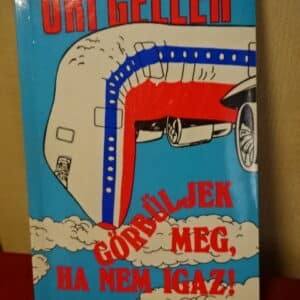 URI GELLER
GÖRBÜLJEK
MEG,
HA NEM IGAZ!